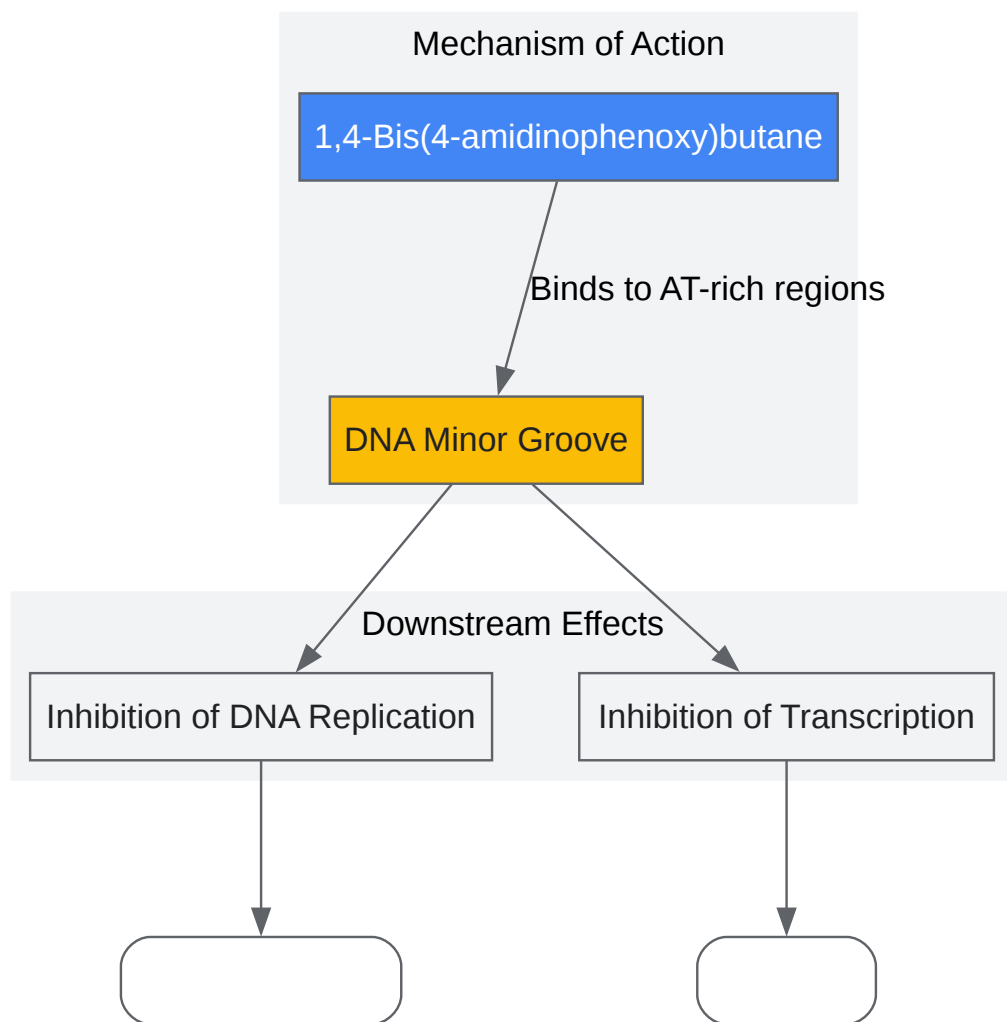 Mechanism of Action
1,4-Bis(4-amidinophenoxy)butane
Binds to AT-rich regions
DNA Minor Groove
Downstream Effects
Inhibition of DNA Replication
Inhibition of Transcription